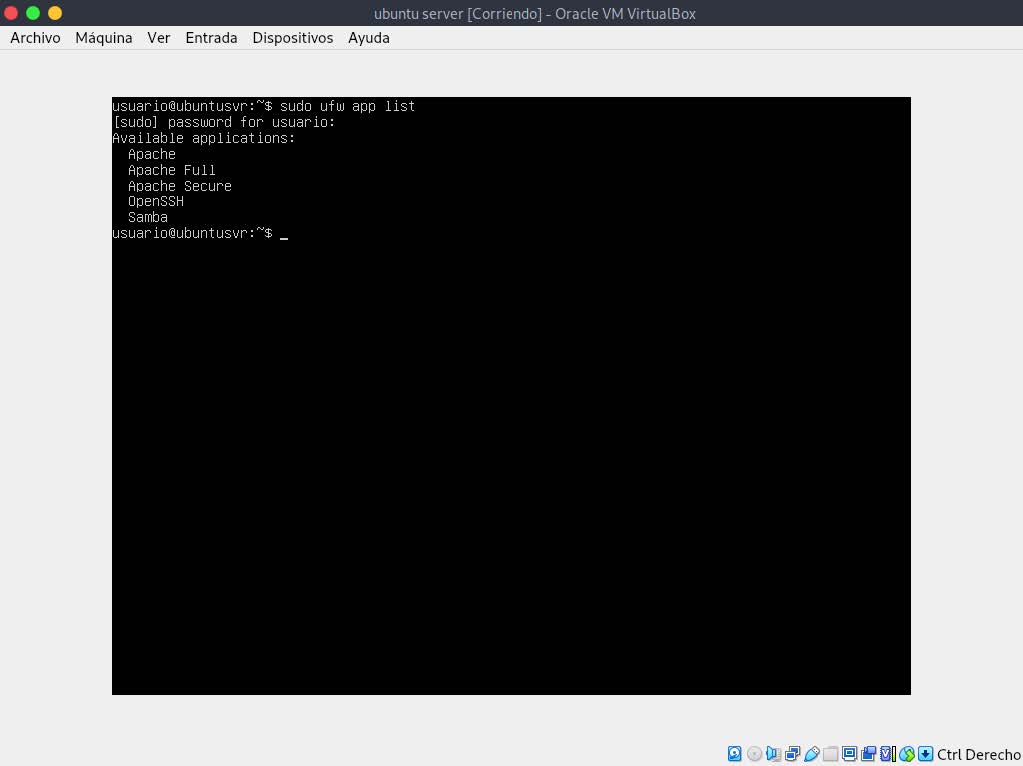 ubuntu server [Corriendo] - Oracle VM VirtualBox
Archivo Máquina Ver Entrada Dispositivos Ayuda
usuario@ubuntusvr:~$ sudo ufw app list
[sudo] password for usuario:
Available applications:
  Apache
  Apache Full
  Apache Secure
  OpenSSH
  Samba
usuario@ubuntusvr:~$ _
Ctrl Derecho